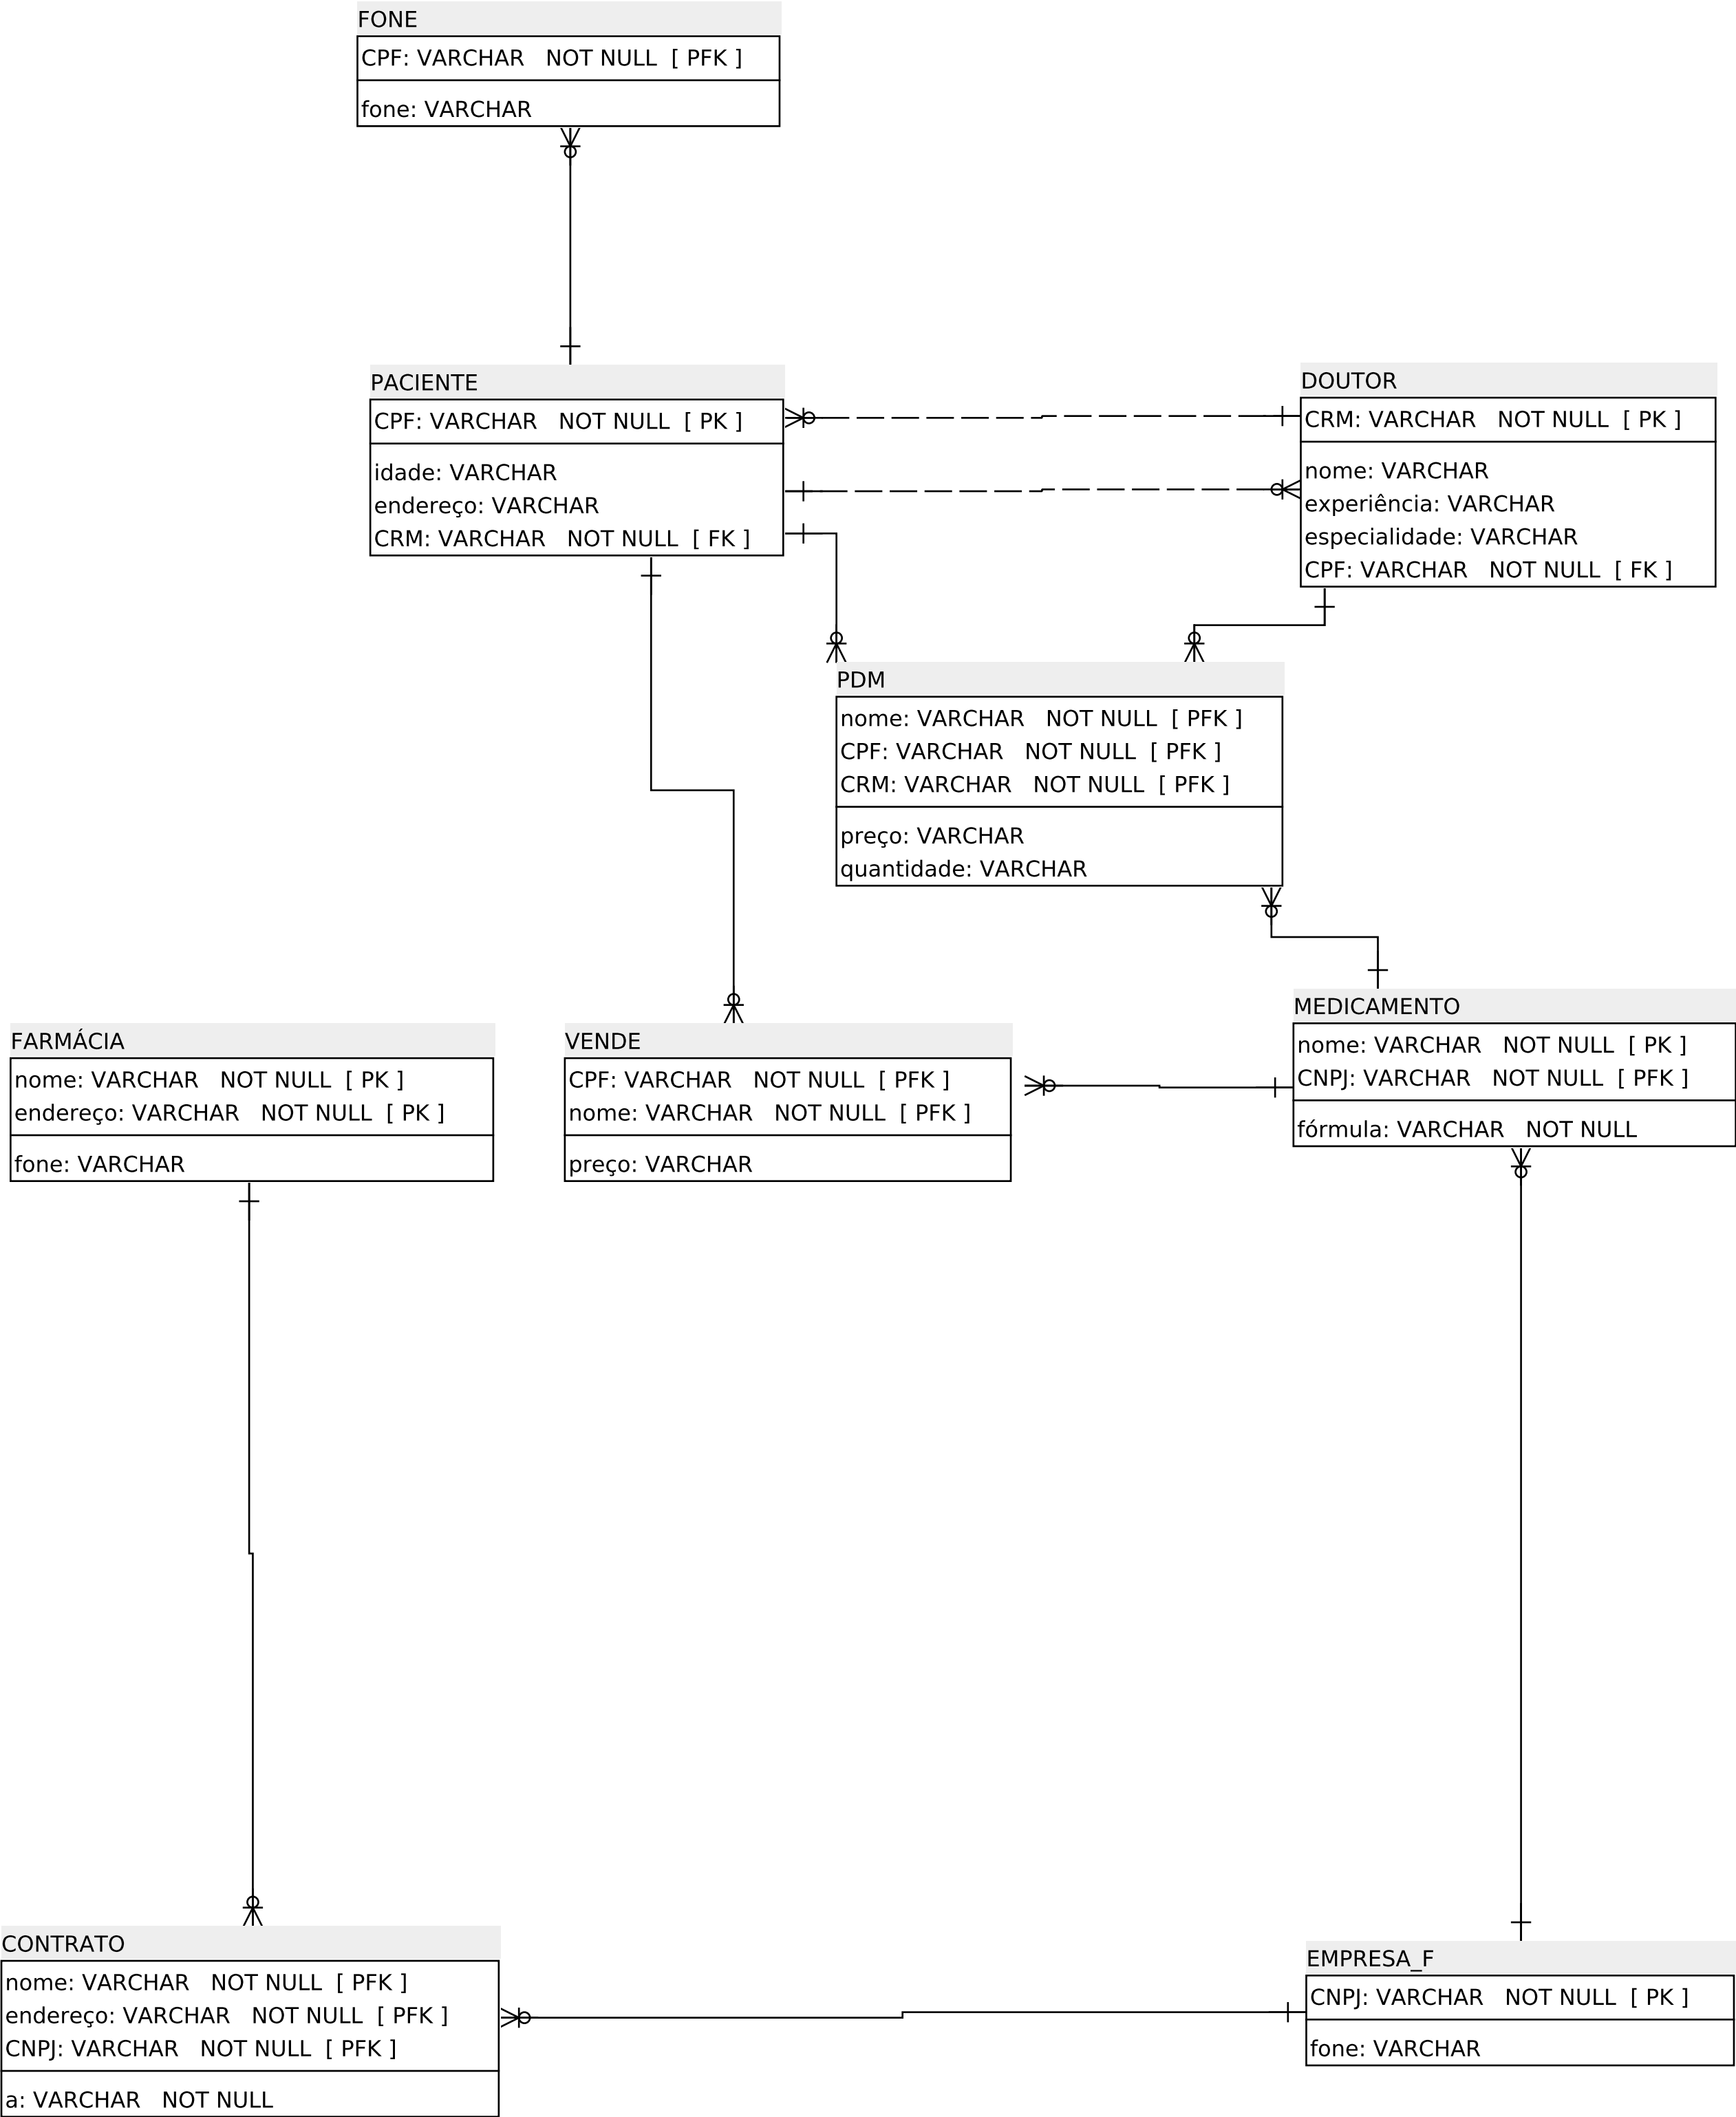 FONE
CPF: VARCHAR NOT NULL [ PFK ]
fone: VARCHAR
PACIENTE
CPF: VARCHAR NOT NULL [ PK ]
idade: VARCHAR
endereço: VARCHAR
CRM: VARCHAR NOT NULL [ FK ]
DOUTOR
CRM: VARCHAR NOT NULL [ PK ]
nome: VARCHAR
experiência: VARCHAR
especialidade: VARCHAR
CPF: VARCHAR NOT NULL [ FK ]
PDM
nome: VARCHAR NOT NULL [ PFK ]
CPF: VARCHAR NOT NULL [ PFK ]
CRM: VARCHAR NOT NULL [ PFK ]
preço: VARCHAR
quantidade: VARCHAR
FARMÁCIA
nome: VARCHAR NOT NULL [ PK ]
endereço: VARCHAR NOT NULL [ PK ]
fone: VARCHAR
VENDE
CPF: VARCHAR NOT NULL [ PFK ]
nome: VARCHAR NOT NULL [ PFK ]
preço: VARCHAR
MEDICAMENTO
nome: VARCHAR NOT NULL [ PK ]
CNPJ: VARCHAR NOT NULL [ PFK ]
fórmula: VARCHAR NOT NULL
CONTRATO
nome: VARCHAR NOT NULL [ PFK ]
endereço: VARCHAR NOT NULL [ PFK ]
CNPJ: VARCHAR NOT NULL [ PFK ]
a: VARCHAR NOT NULL
EMPRESA_F
CNPJ: VARCHAR NOT NULL [ PK ]
fone: VARCHAR